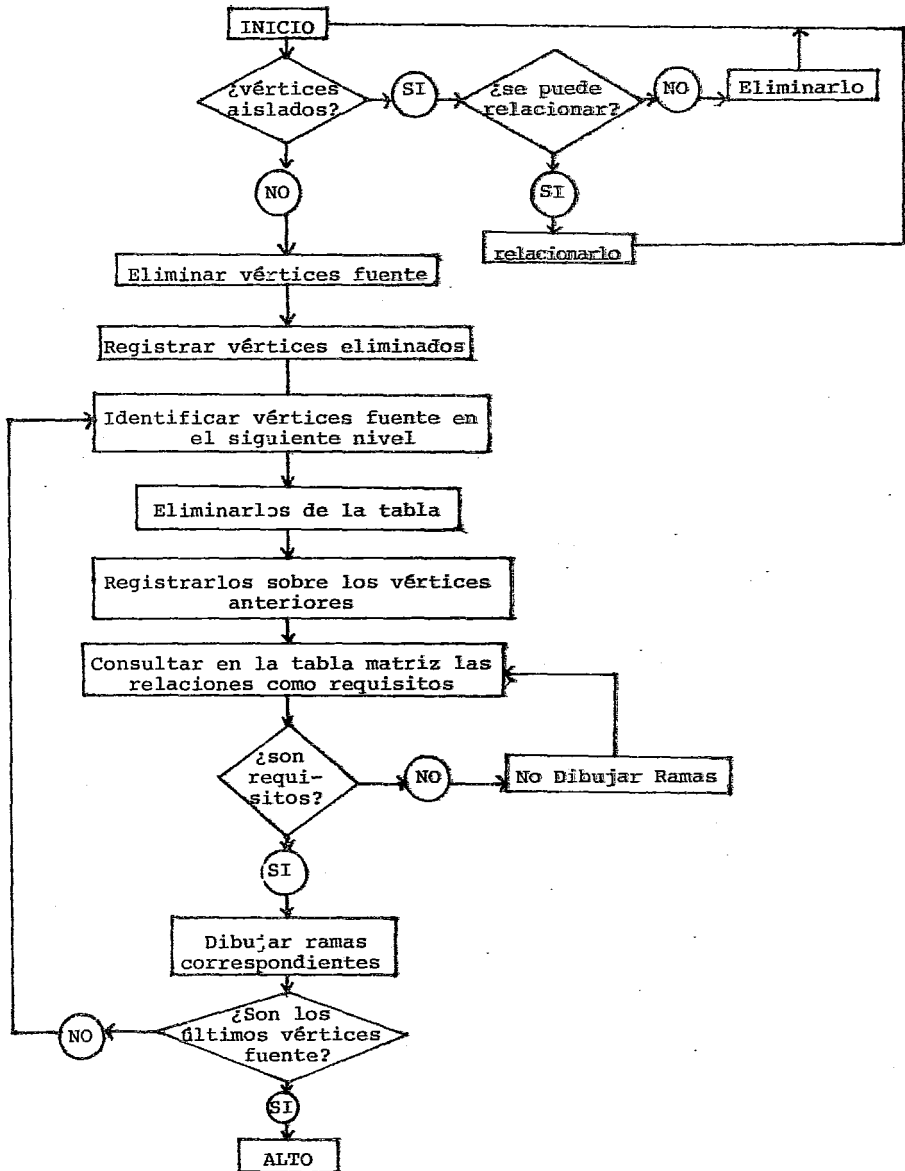 INICIO
¿vértices
aislados?
SI
¿se puede
relacionar?
NO
Eliminarlo
NO
SI
relacionarlo
Eliminar vértices fuente
Registrar vértices eliminados
Identificar vértices fuente en
el siguiente nivel
Eliminarlos de la tabla
Registrarlos sobre los vértices
anteriores
Consultar en la tabla matriz las
relaciones como requisitos
¿son
requi-
sitos?
NO
No Dibujar Ramas
SI
Dibujar ramas
correspondientes
¿Son los
últimos vértices
fuente?
NO
SI
ALTO